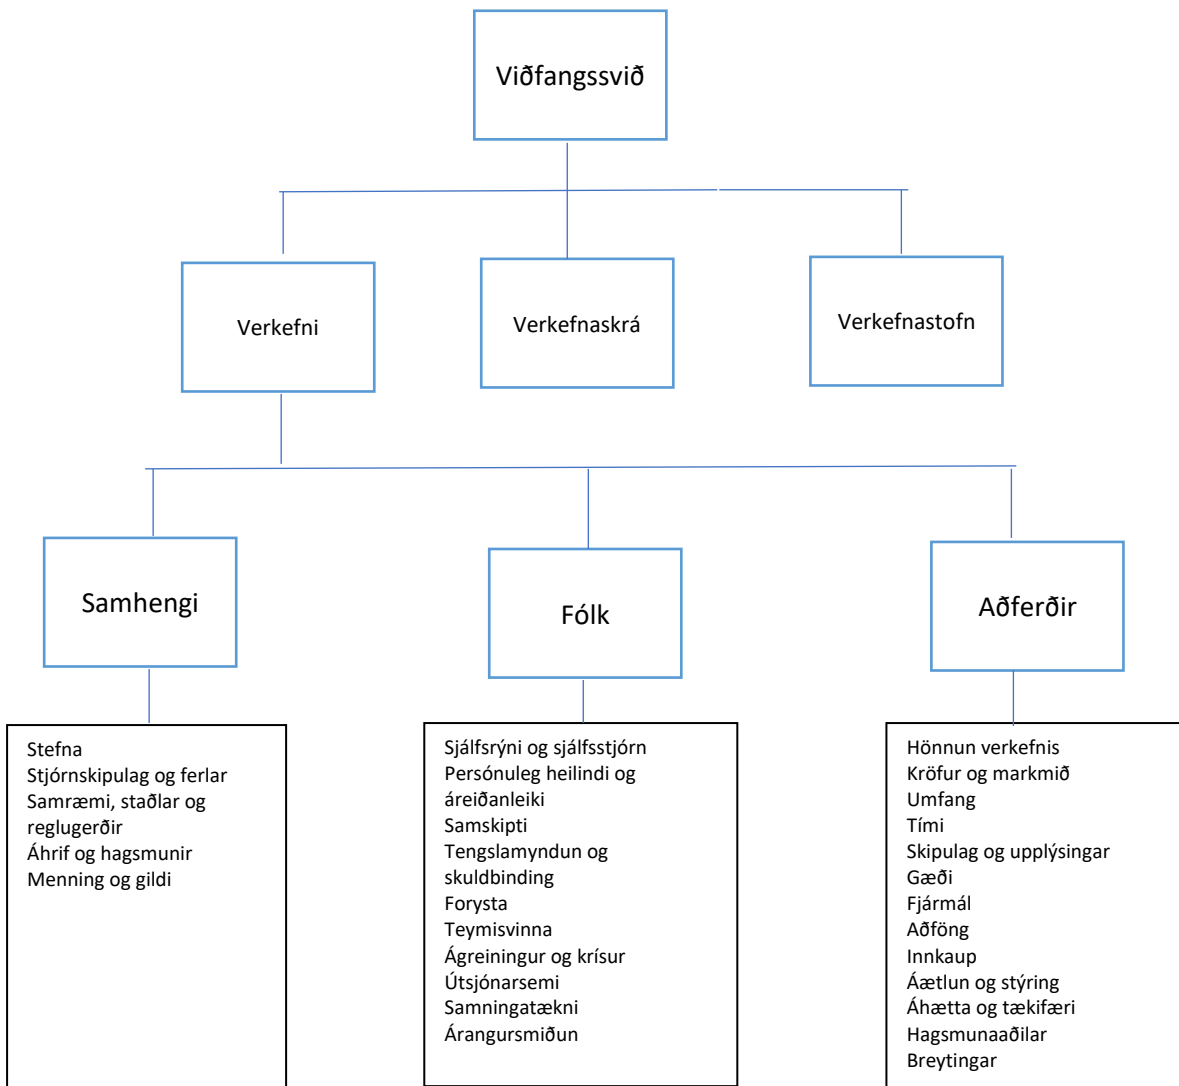 Viðfangssvið
Verkefni
Verkefnaskrá
Verkefnastofn
Samhengi
Fólk
Aðferðir
Stefna
Stjórnskipulag og ferlar
Samræmi, staðlar og
reglugerðir
Áhrif og hagsmunir
Menning og gildi
Sjálfsrýni og sjálfsstjórn
Persónuleg heilindi og
áreiðanleiki
Samskipti
Tengslamyndun og
skuldbinding
Forysta
Teymisvinna
Ágreiningur og krísur
Útsjónarsemi
Samningatækni
Árangursmiðun
Hönnun verkefnis
Kröfur og markmið
Umfang
Tími
Skipulag og upplýsingar
Gæði
Fjármál
Aðföng
Innkaup
Áætlun og stýring
Áhætta og tækifæri
Hagsmunaaðilar
Breytingar